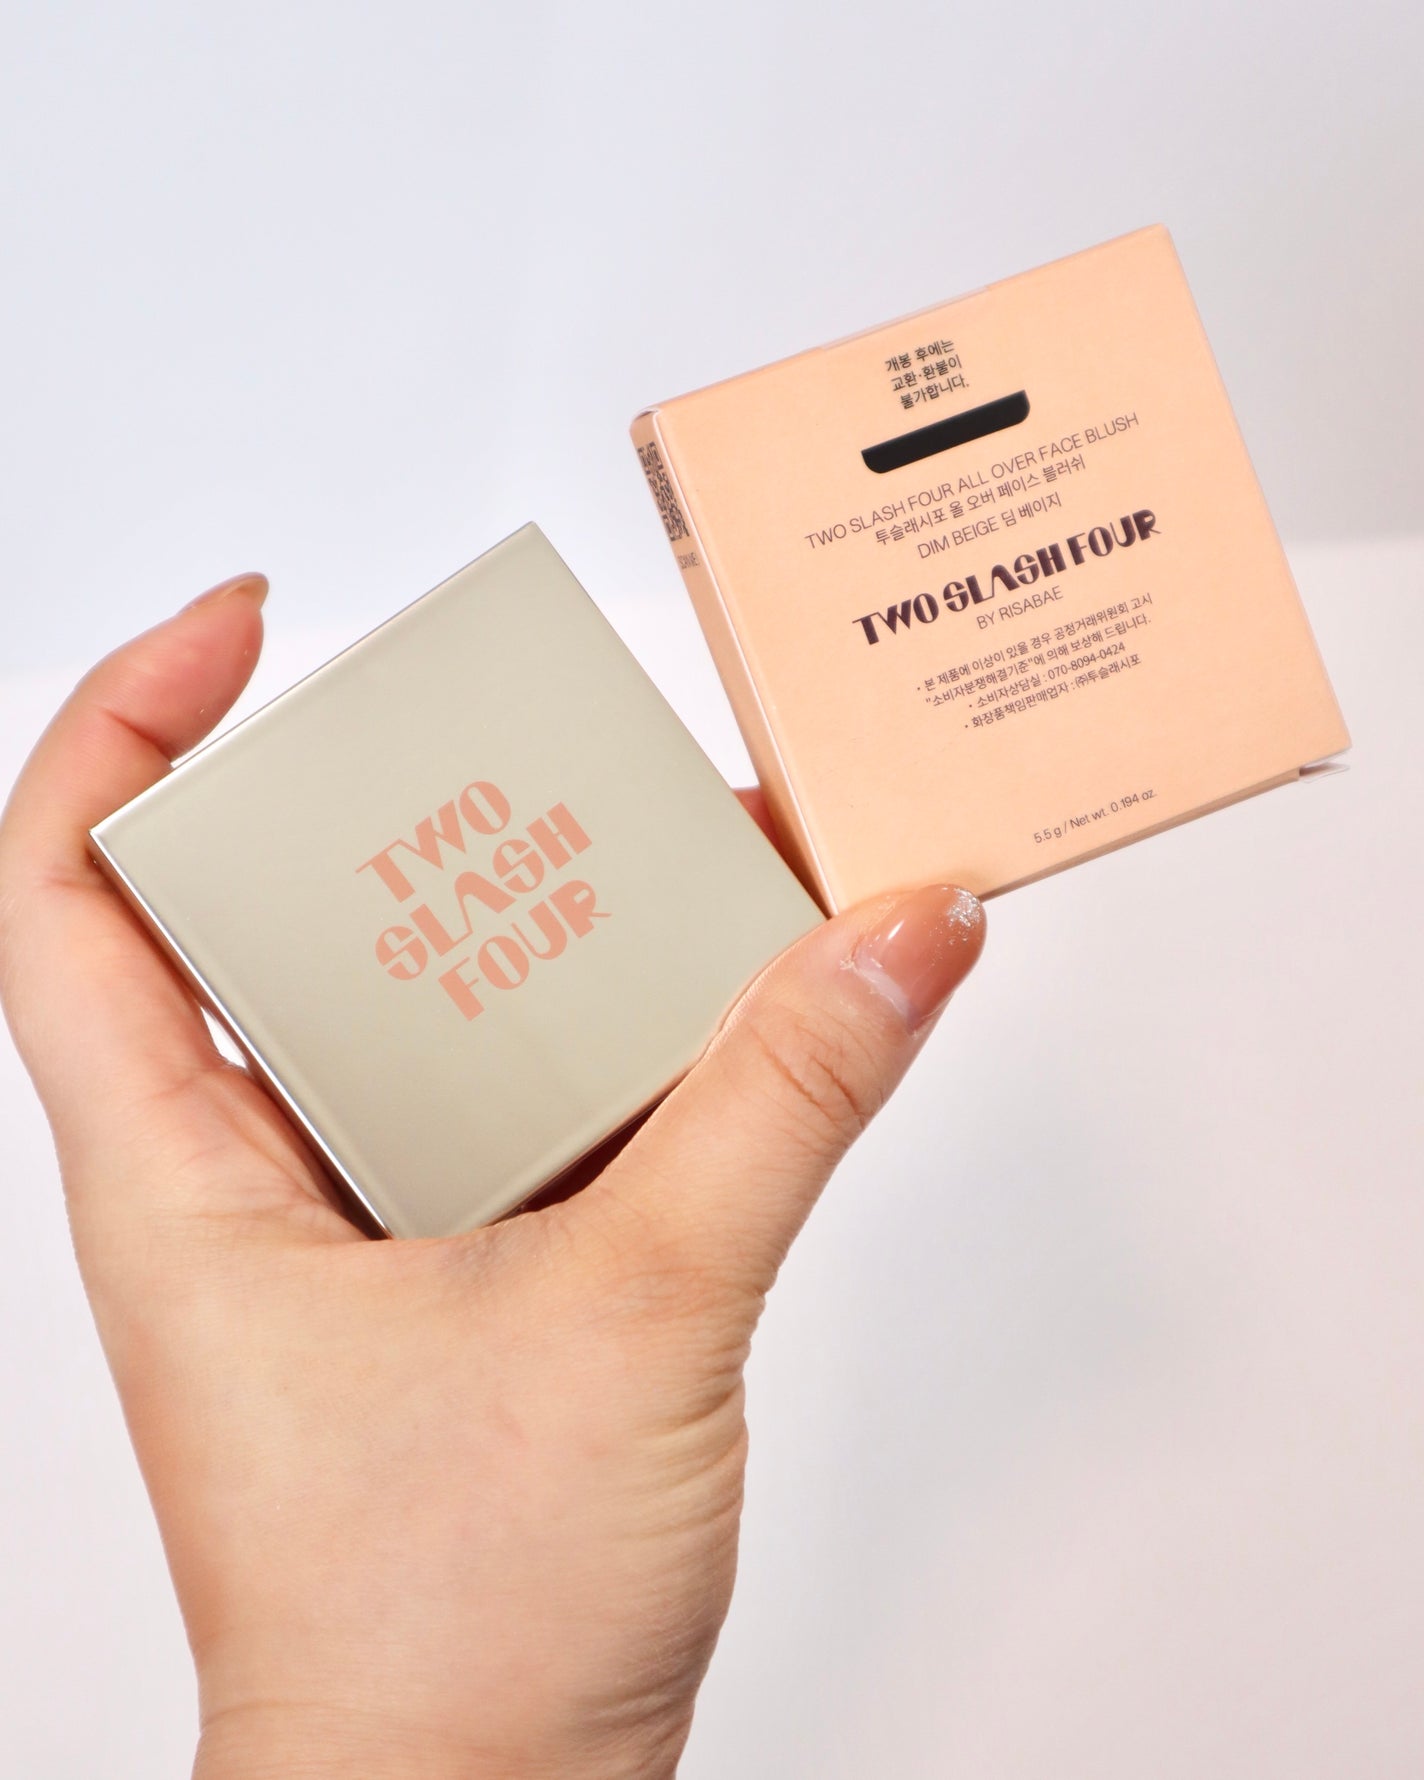 TWO
SLASH
FOUR
개봉 후에는
교환·환불이
불가합니다.
TWO SLASH FOUR ALL OVER FACE BLUSH
투슬래시포 올 오버 페이스 블러쉬
DIM BEIGE 딤 베이지
TWO SLASH FOUR
BY RISABAE
• 본 제품에 이상이 있을 경우 공정거래위원회 고시
"소비자분쟁해결기준"에 의해 보상해 드립니다.
• 소비자상담실 : 070-8094-0424
• 화장품책임판매업자 : ㈜투슬래시포
5.5 g / Net wt. 0.194 oz.